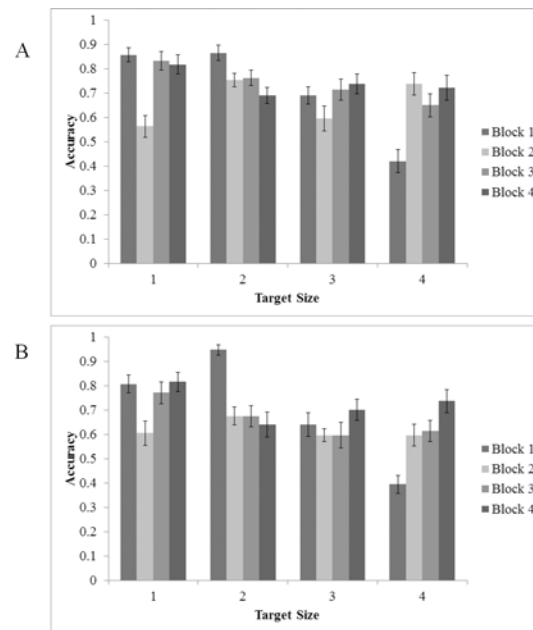 A
1
0.9
0.8
0.7
0.6
0.5
0.4
0.3
0.2
0.1
0
Accuracy
1 2 3 4
Target Size
Block 1
Block 2
Block 3
Block 4
B
1
0.9
0.8
0.7
0.6
0.5
0.4
0.3
0.2
0.1
0
Accuracy
1 2 3 4
Target Size
Block 1
Block 2
Block 3
Block 4